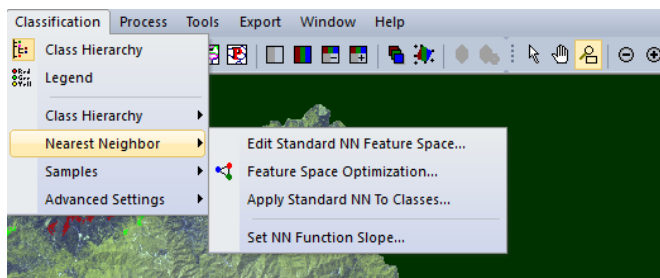 Classification Process Tools Export Window Help
Class Hierarchy
Legend
Class Hierarchy
Nearest Neighbor
Samples
Advanced Settings
Edit Standard NN Feature Space...
Feature Space Optimization...
Apply Standard NN To Classes...
Set NN Function Slope...